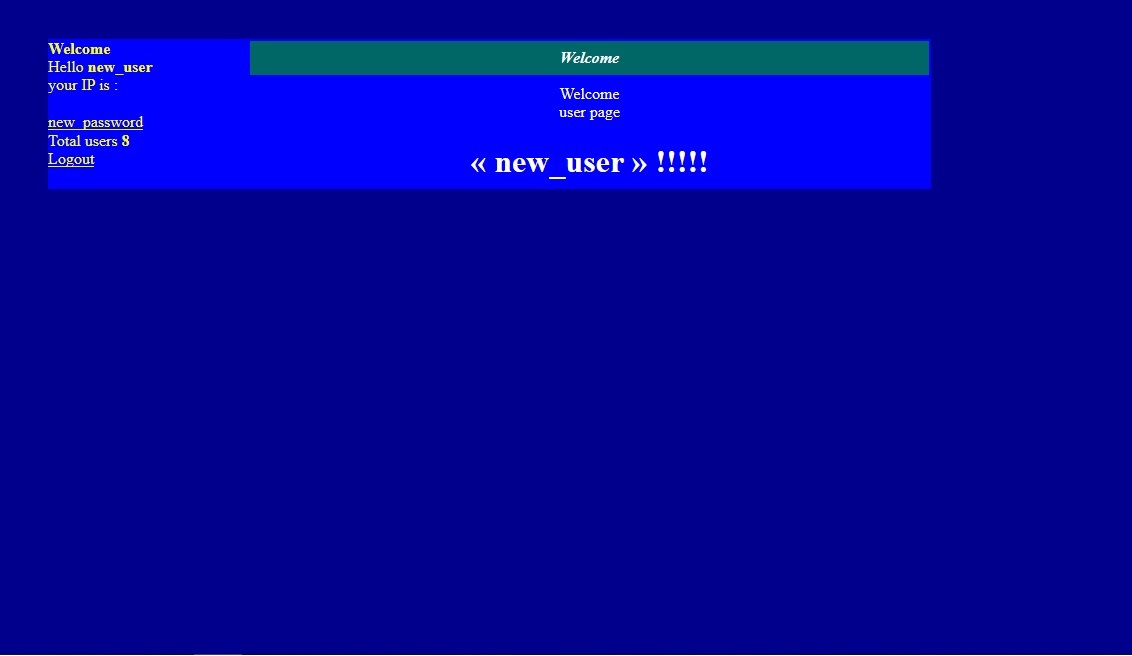 Welcome
Hello new_user
your IP is :
new_password
Total users 8
Logout
Welcome
Welcome
user page
« new_user » !!!!!